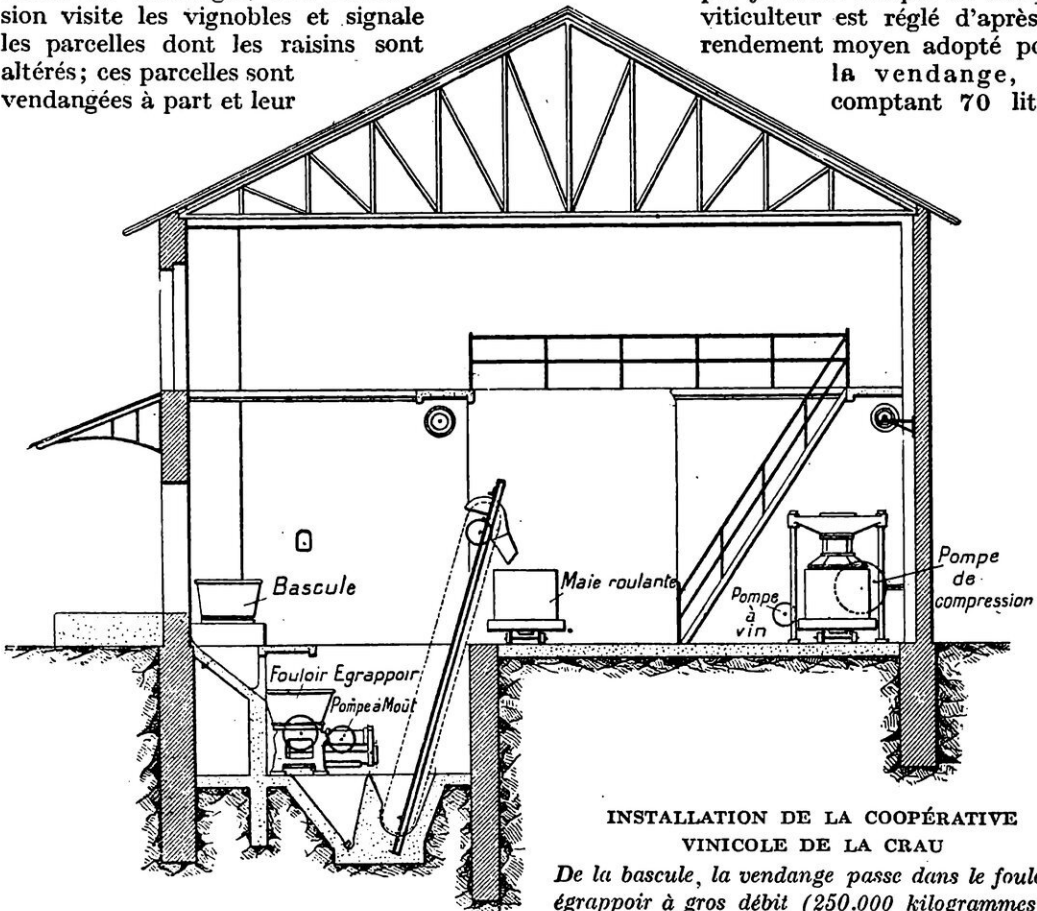 sion visite les vignobles et signale
les parcelles dont les raisins sont
altérés; ces parcelles sont
vendangées à part et leur
viticulteur est réglé d'après
rendement moyen adopté
la vendange,
comptant 70
Bascule
Fouloir Egrappoir
Pompe à Moût
Maie roulante
Pompe
à
vin
Pompe
de
compression
INSTALLATION DE LA COOPÉRATIVE
VINICOLE DE LA CRAU
De la bascule, la vendange passe dans le
égrappoir à gros débit (250.000 kilogrammes